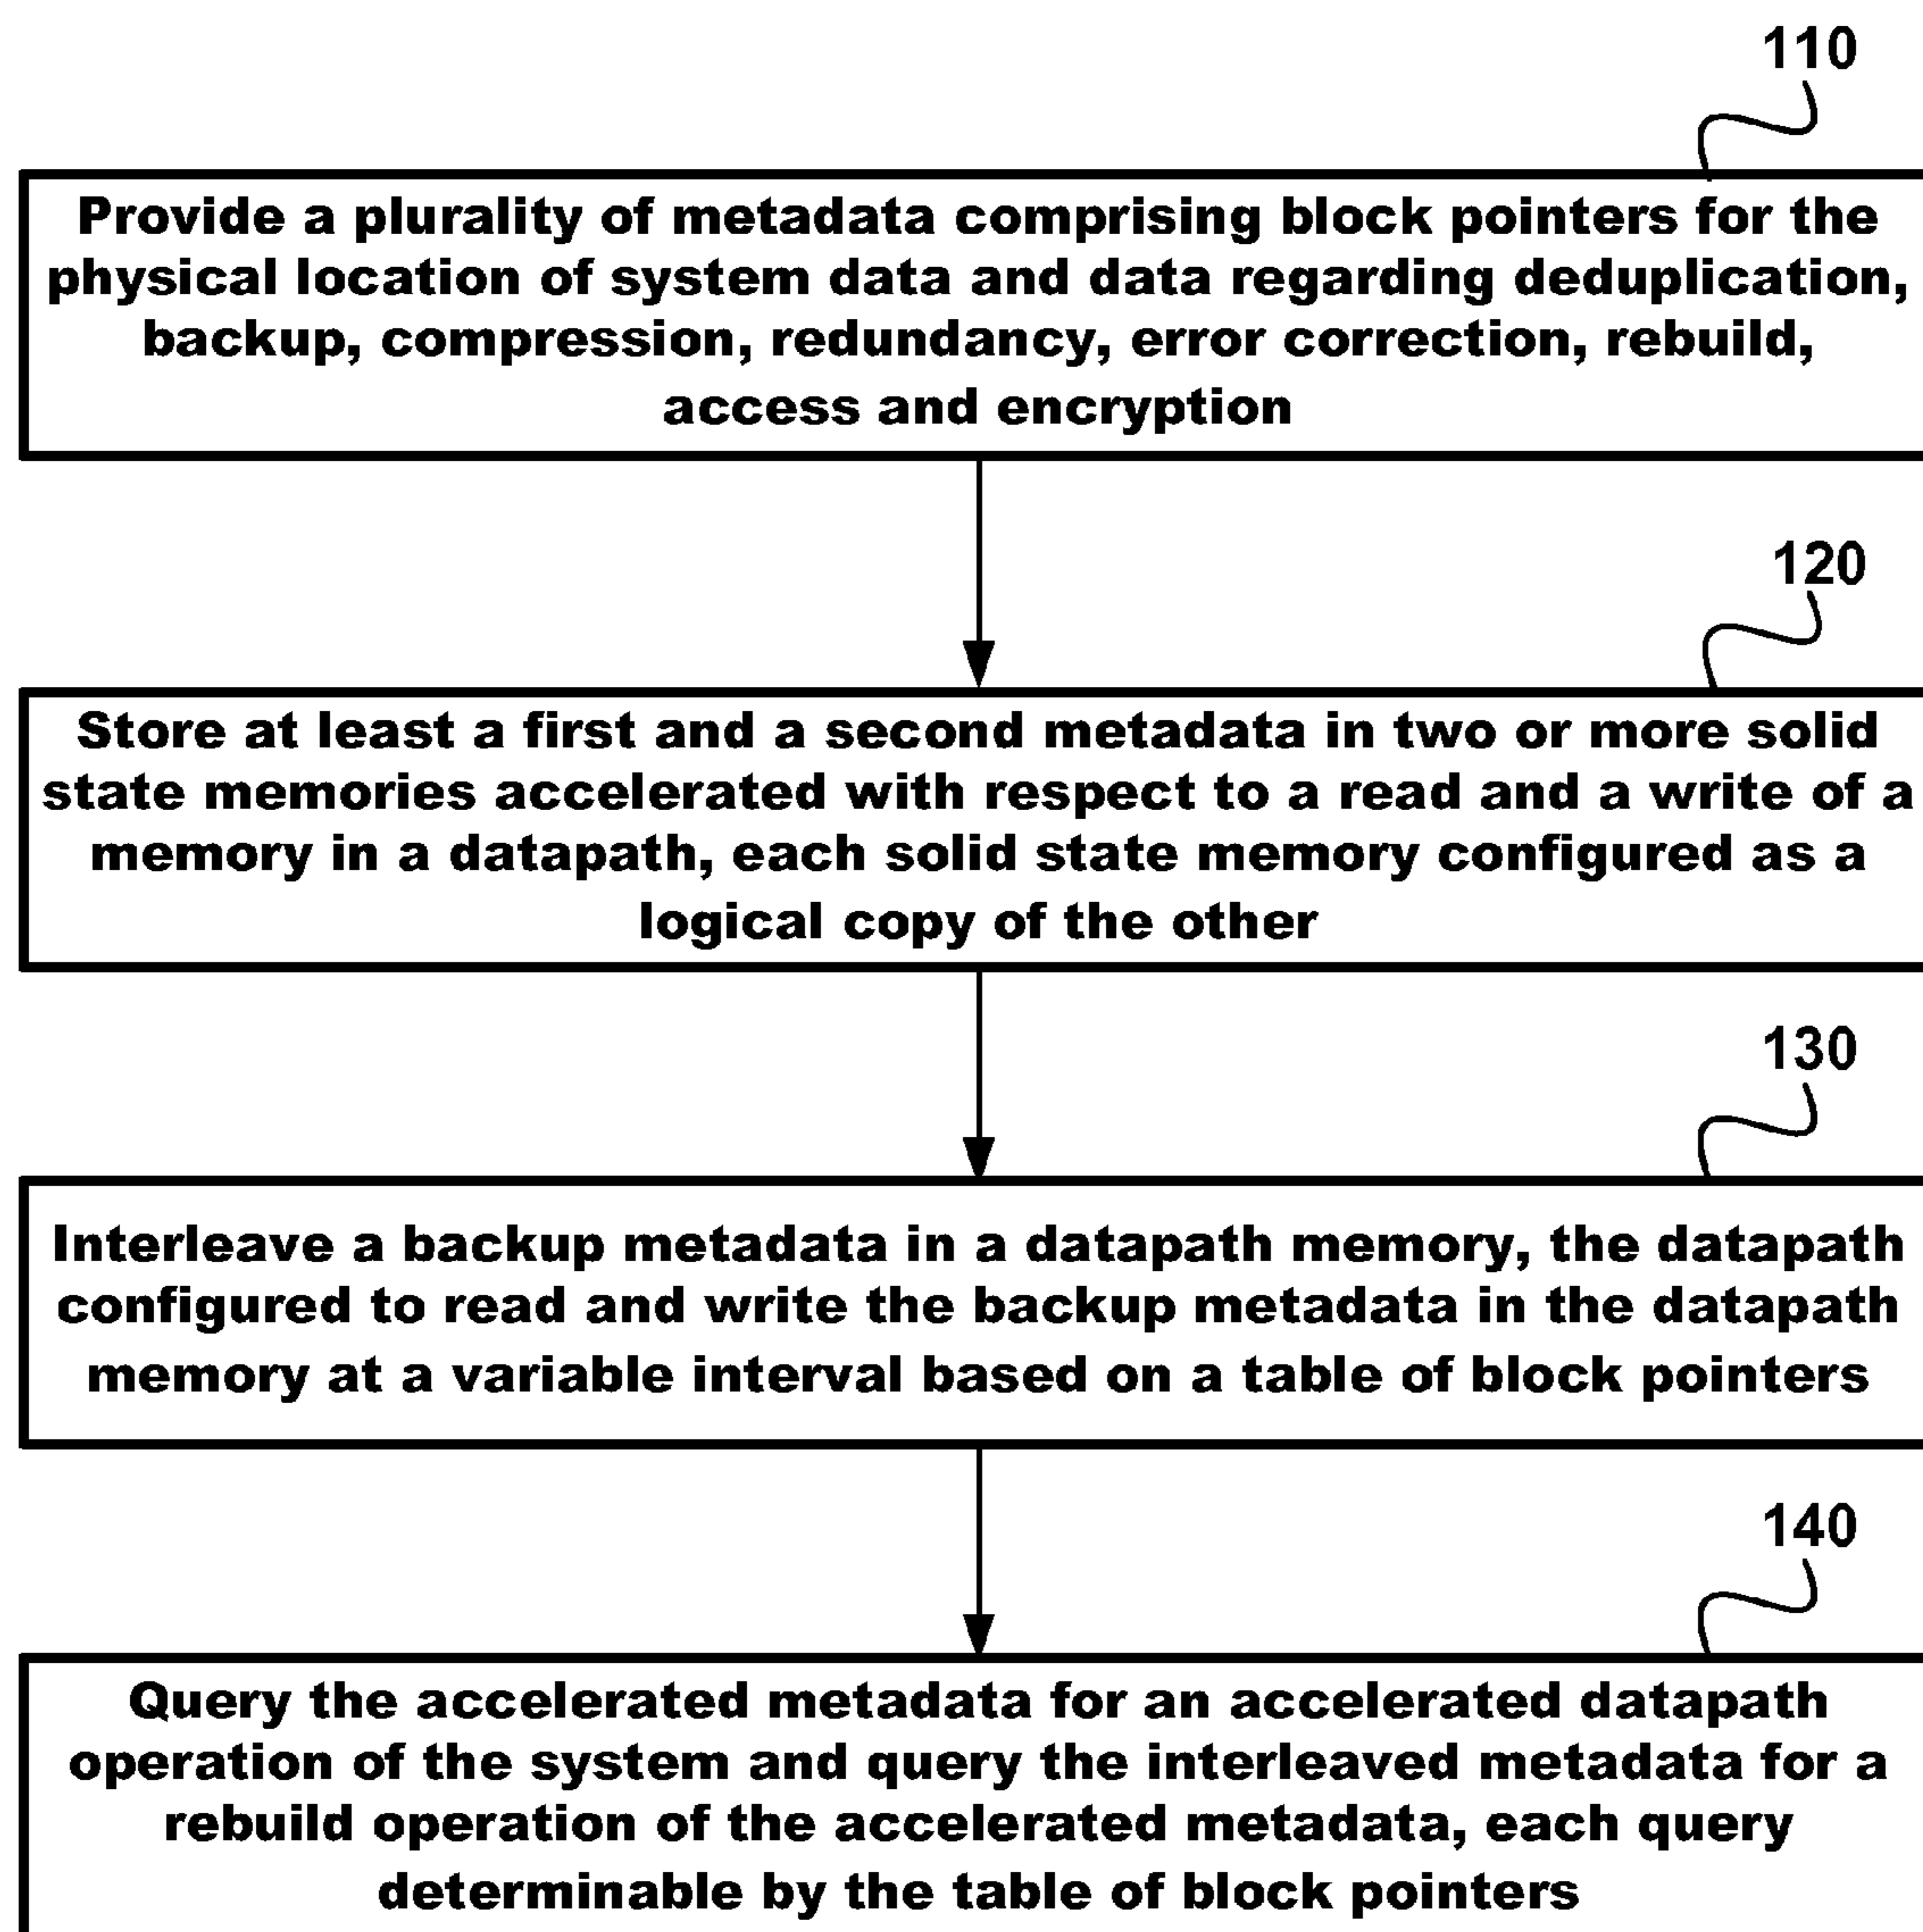 110
Provide a plurality of metadata comprising block pointers for the
physical location of system data and data regarding deduplication,
backup, compression, redundancy, error correction, rebuild,
access and encryption
120
Store at least a first and a second metadata in two or more solid
state memories accelerated with respect to a read and a write of a
memory in a datapath, each solid state memory configured as a
logical copy of the other
130
Interleave a backup metadata in a datapath memory, the datapath
configured to read and write the backup metadata in the datapath
memory at a variable interval based on a table of block pointers
140
Query the accelerated metadata for an accelerated datapath
operation of the system and query the interleaved metadata for a
rebuild operation of the accelerated metadata, each query
determinable by the table of block pointers